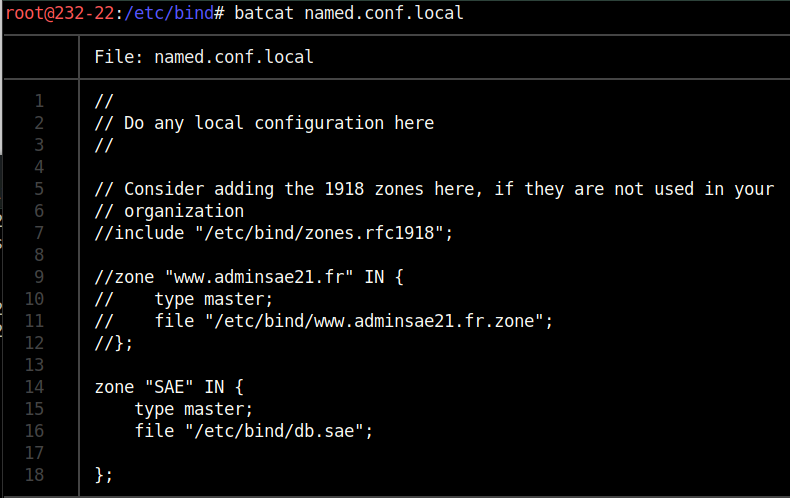 root@232-22:/etc/bind# batcat named.conf.local
File: named.conf.local
1 //
2 // Do any local configuration here
3 //
4
5 // Consider adding the 1918 zones here, if they are not used in your
6 // organization
7 //include "/etc/bind/zones.rfc1918";
8
9 //zone "www.adminsae21.fr" IN {
10 //    type master;
11 //    file "/etc/bind/www.adminsae21.fr.zone";
12 //};
13
14 zone "SAE" IN {
15     type master;
16     file "/etc/bind/db.sae";
17
18 };